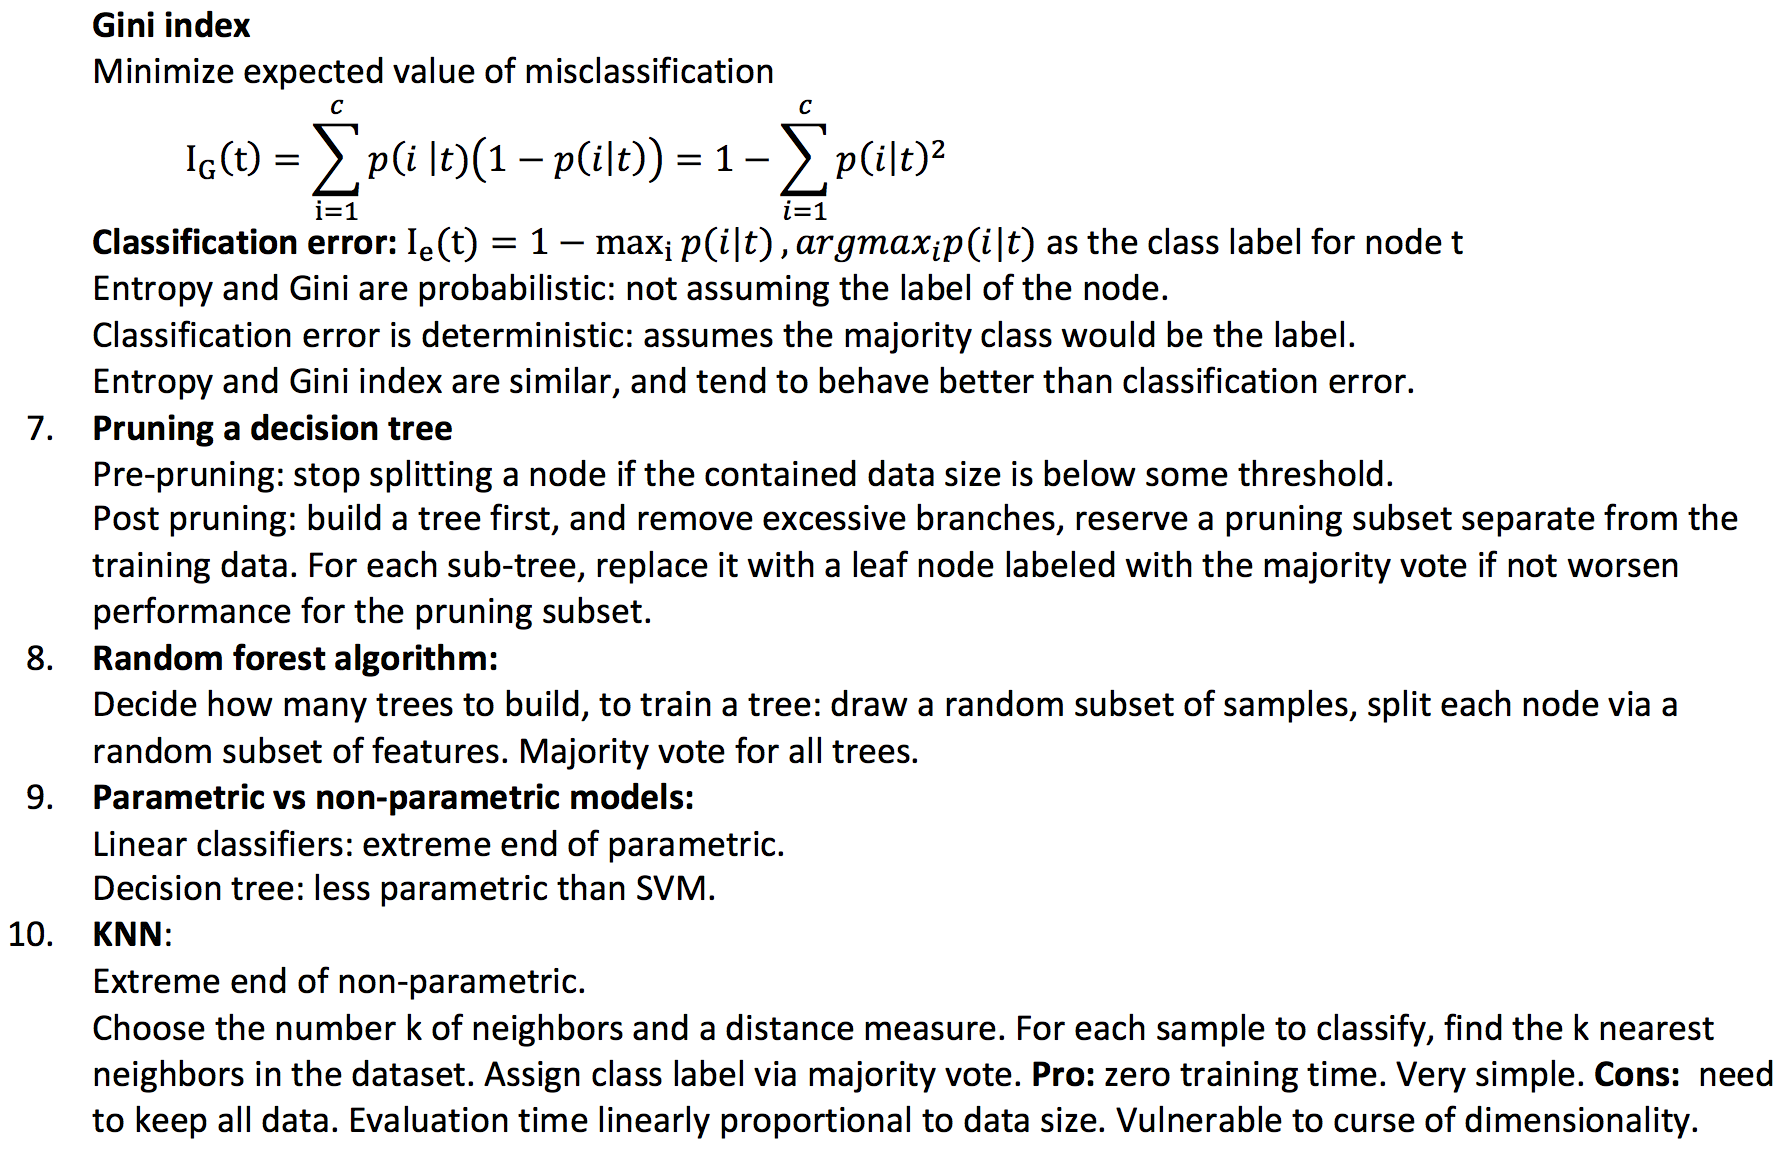 Gini index
Minimize expected value of misclassification
I_G(t) = ∑_{i=1}^{c} p(i |t)(1 − p(i|t)) = 1 − ∑_{i=1}^{c} p(i|t)²
Classification error: I_e(t) = 1 − max_i p(i|t), argmax_i p(i|t) as the class label for node t
Entropy and Gini are probabilistic: not assuming the label of the node.
Classification error is deterministic: assumes the majority class would be the label.
Entropy and Gini index are similar, and tend to behave better than classification error.
7. Pruning a decision tree
Pre-pruning: stop splitting a node if the contained data size is below some threshold.
Post pruning: build a tree first, and remove excessive branches, reserve a pruning subset separate from the
training data. For each sub-tree, replace it with a leaf node labeled with the majority vote if not worsen
performance for the pruning subset.
8. Random forest algorithm:
Decide how many trees to build, to train a tree: draw a random subset of samples, split each node via a
random subset of features. Majority vote for all trees.
9. Parametric vs non-parametric models:
Linear classifiers: extreme end of parametric.
Decision tree: less parametric than SVM.
10. KNN:
Extreme end of non-parametric.
Choose the number k of neighbors and a distance measure. For each sample to classify, find the k nearest
neighbors in the dataset. Assign class label via majority vote. Pro: zero training time. Very simple. Cons:  need
to keep all data. Evaluation time linearly proportional to data size. Vulnerable to curse of dimensionality.